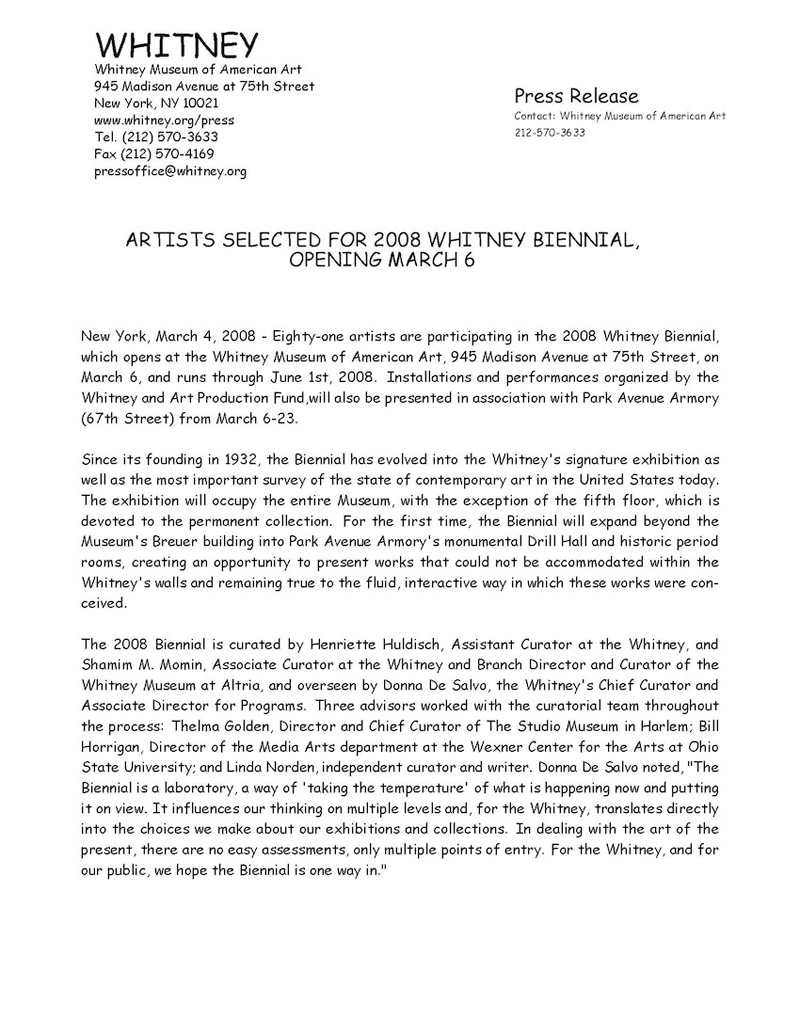 WHITNEY
Whitney Museum of American Art
945 Madison Avenue at 75th Street
New York, NY 10021
www.whitney.org/press
Tel. (212) 570-3633
Fax (212) 570-4169
pressoffice@whitney.org
Press Release
Contact: Whitney Museum of American Art
212-570-3633
ARTISTS SELECTED FOR 2008 WHITNEY BIENNIAL,
OPENING MARCH 6
New York, March 4, 2008 - Eighty-one artists are participating in the 2008 Whitney Biennial,
which opens at the Whitney Museum of American Art, 945 Madison Avenue at 75th Street, on
March 6, and runs through June 1st, 2008. Installations and performances organized by the
Whitney and Art Production Fund,will also be presented in association with Park Avenue Armory
(67th Street) from March 6-23.
Since its founding in 1932, the Biennial has evolved into the Whitney's signature exhibition as
well as the most important survey of the state of contemporary art in the United States today.
The exhibition will occupy the entire Museum, with the exception of the fifth floor, which is
devoted to the permanent collection. For the first time, the Biennial will expand beyond the
Museum's Breuer building into Park Avenue Armory's monumental Drill Hall and historic period
rooms, creating an opportunity to present works that could not be accommodated within the
Whitney's walls and remaining true to the fluid, interactive way in which these works were con-
ceived.
The 2008 Biennial is curated by Henriette Huldisch, Assistant Curator at the Whitney, and
Shamim M. Momin, Associate Curator at the Whitney and Branch Director and Curator of the
Whitney Museum at Altria, and overseen by Donna De Salvo, the Whitney's Chief Curator and
Associate Director for Programs. Three advisors worked with the curatorial team throughout
the process: Thelma Golden, Director and Chief Curator of The Studio Museum in Harlem; Bill
Horrigan, Director of the Media Arts department at the Wexner Center for the Arts at Ohio
State University; and Linda Norden, independent curator and writer. Donna De Salvo noted, "The
Biennial is a laboratory, a way of 'taking the temperature' of what is happening now and putting
it on view. It influences our thinking on multiple levels and, for the Whitney, translates directly
into the choices we make about our exhibitions and collections. In dealing with the art of the
present, there are no easy assessments, only multiple points of entry. For the Whitney, and for
our public, we hope the Biennial is one way in."